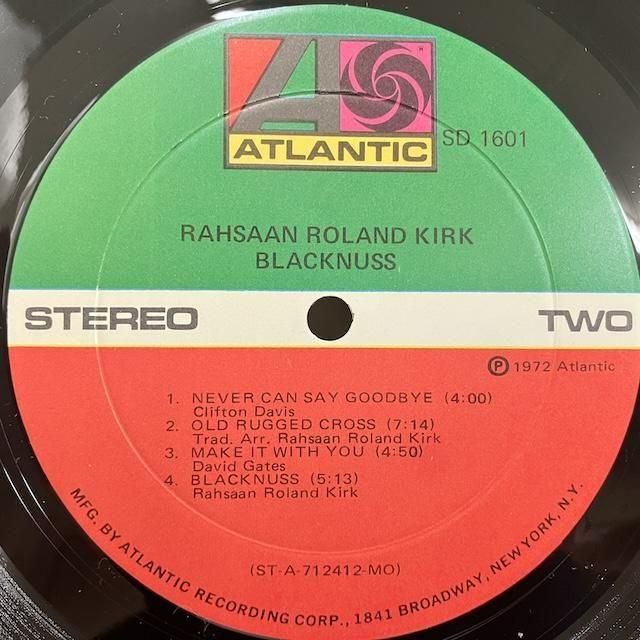 ATLANTIC
SD 1601
RAHSAAN ROLAND KIRK
BLACKNUSS
STEREO TWO
Ⓟ 1972 Atlantic
1. NEVER CAN SAY GOODBYE (4:00)
Clifton Davis
2. OLD RUGGED CROSS (7:14)
Trad. Arr. Rahsaan Roland Kirk
3. MAKE IT WITH YOU (4:50)
David Gates
4. BLACKNUSS (5:13)
Rahsaan Roland Kirk
(ST-A-712412-MO)
MFG. BY ATLANTIC RECORDING CORP., 1841 BROADWAY, NEW YORK, N.Y.